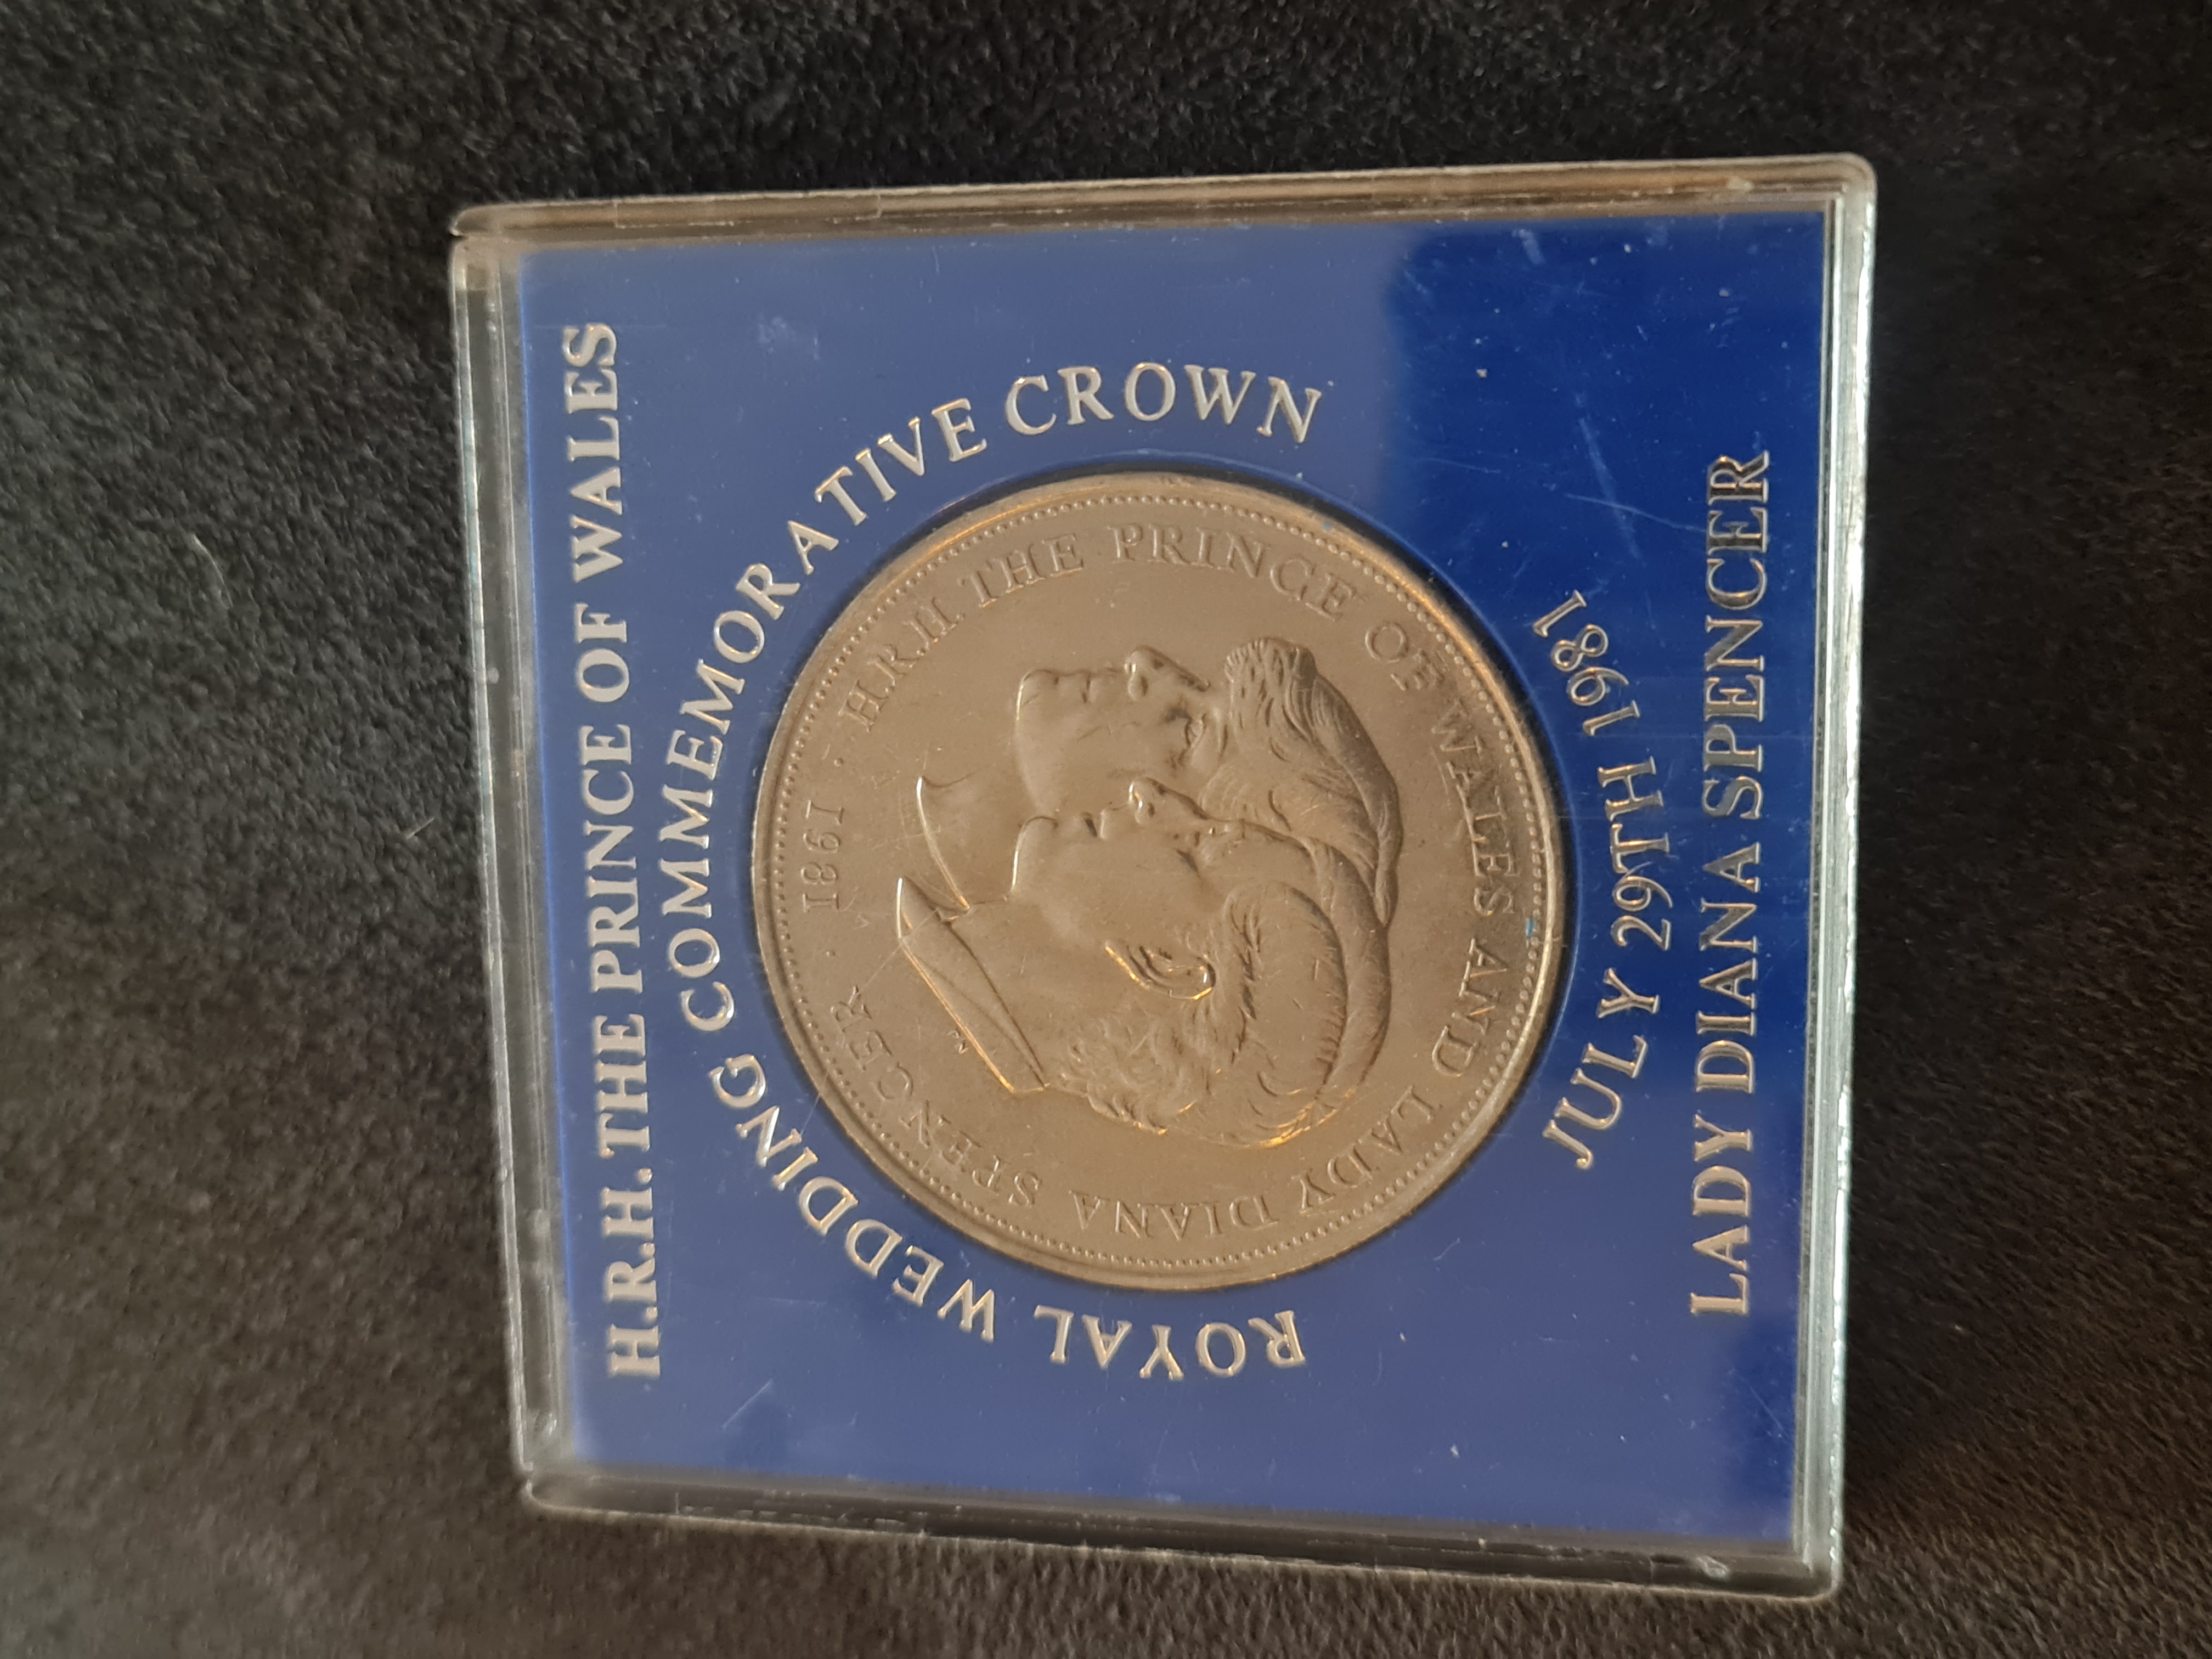 H.R.H. THE PRINCE OF WALES
ROYAL WEDDING COMMEMORATIVE CROWN
· H.R.H. THE PRINCE OF WALES AND LADY DIANA SPENCER ·
1981
JULY 29TH 1981
LADY DIANA SPENCER